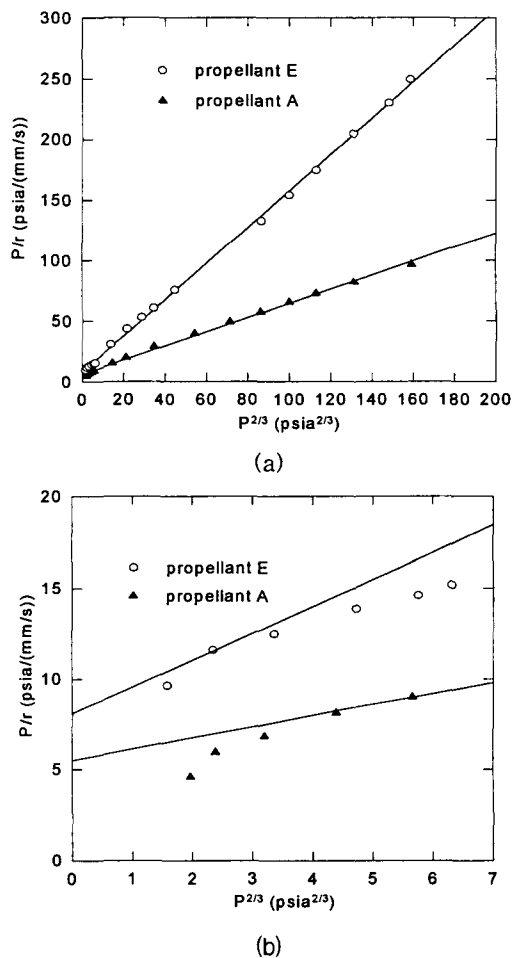 300
250
200
150
100
50
0
P/r (psia/(mm/s))
propellant E
propellant A
0 20 40 60 80 100 120 140 160 180 200
P2/3 (psia2/3)
(a)
20
15
10
5
0
P/r (psia/(mm/s))
propellant E
propellant A
0 1 2 3 4 5 6 7
P2/3 (psia2/3)
(b)